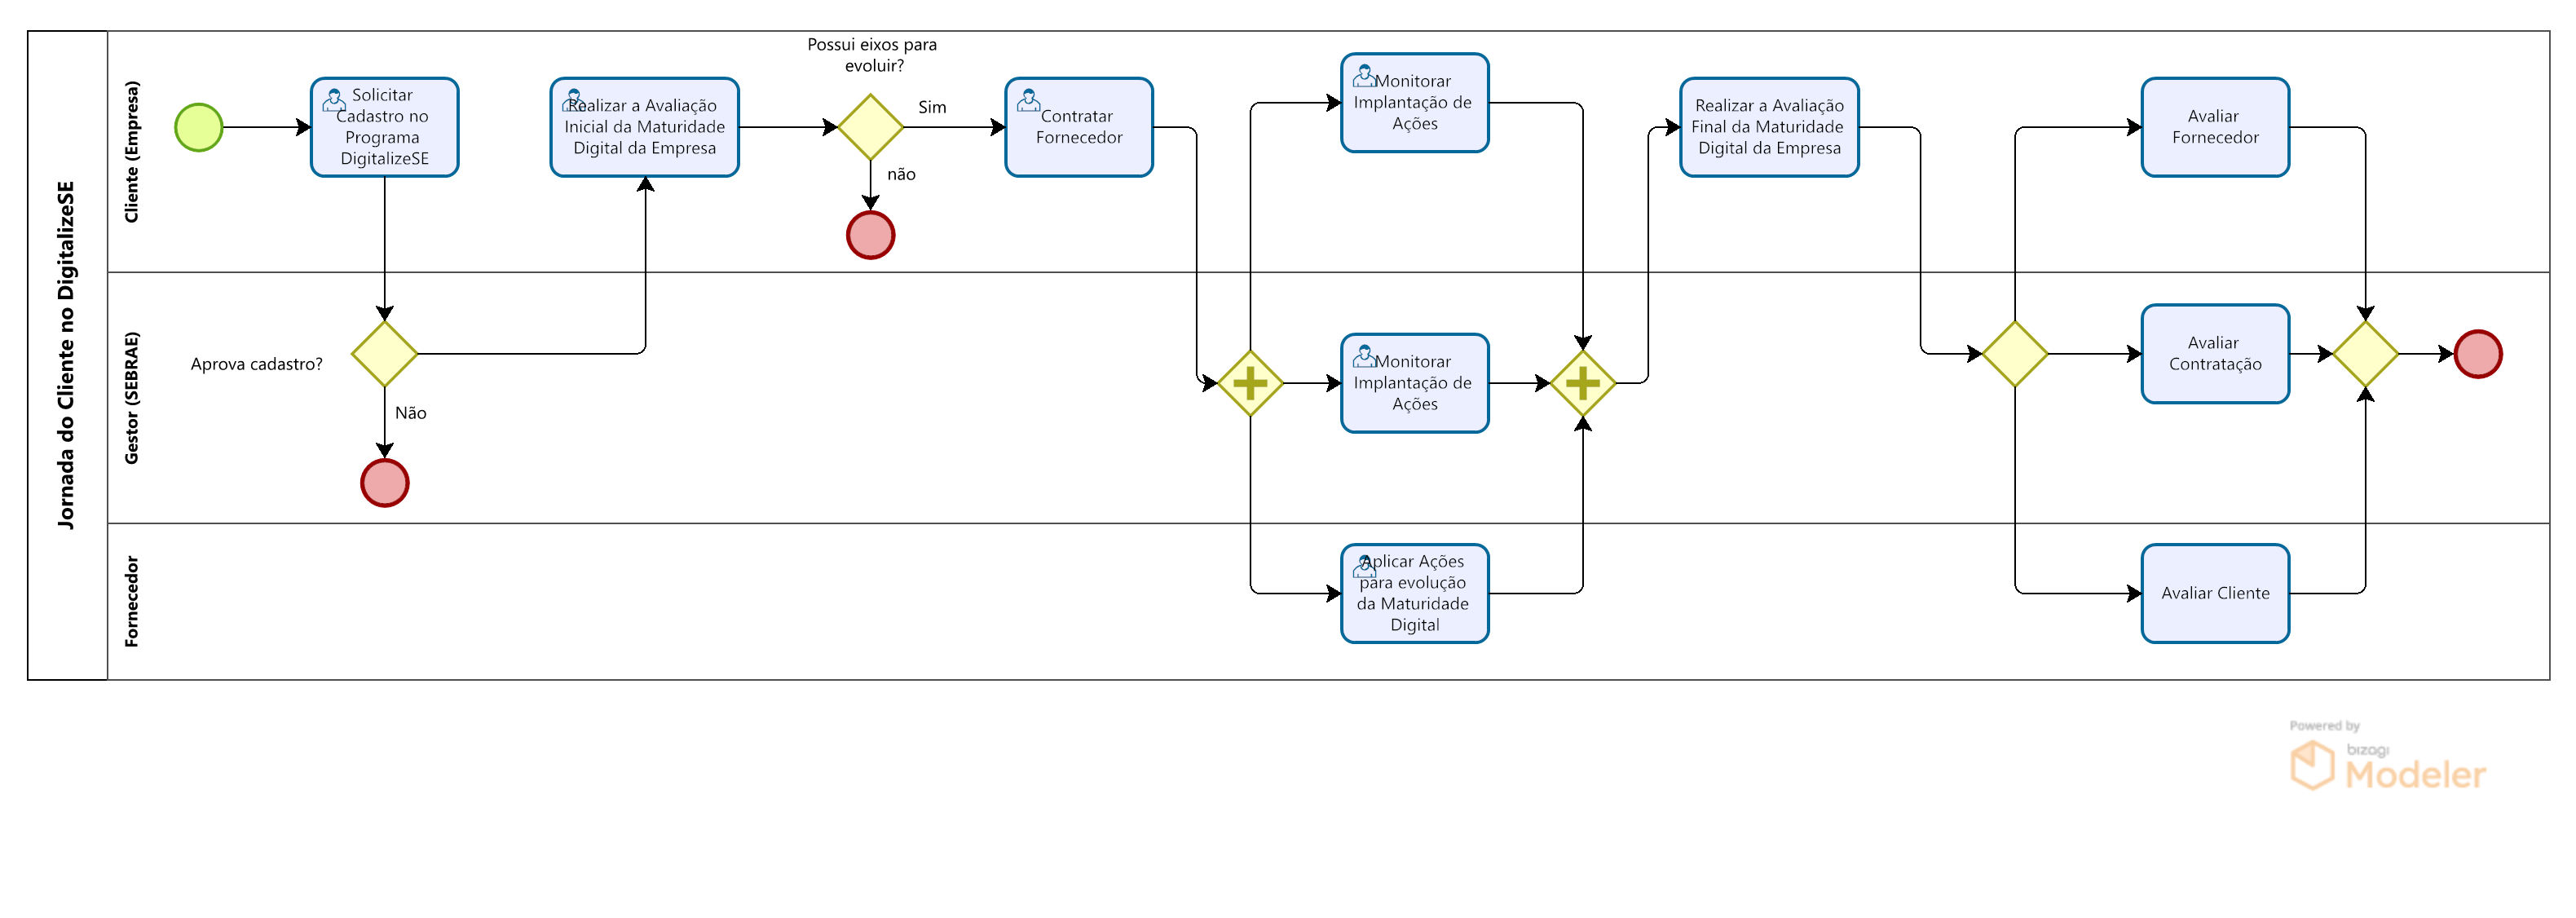 Jornada do Cliente no DigitalizeSE
Cliente (Empresa)
Solicitar
Cadastro no
Programa
DigitalizeSE
Realizar a Avaliação
Inicial da Maturidade
Digital da Empresa
Possui eixos para
evoluir?
Sim
não
Contratar
Fornecedor
Monitorar
Implantação de
Ações
Realizar a Avaliação
Final da Maturidade
Digital da Empresa
Avaliar
Fornecedor
Gestor (SEBRAE)
Aprova cadastro?
Não
Monitorar
Implantação de
Ações
Avaliar
Contratação
Fornecedor
Aplicar Ações
para evolução
da Maturidade
Digital
Avaliar Cliente
Powered by
bizagi
Modeler